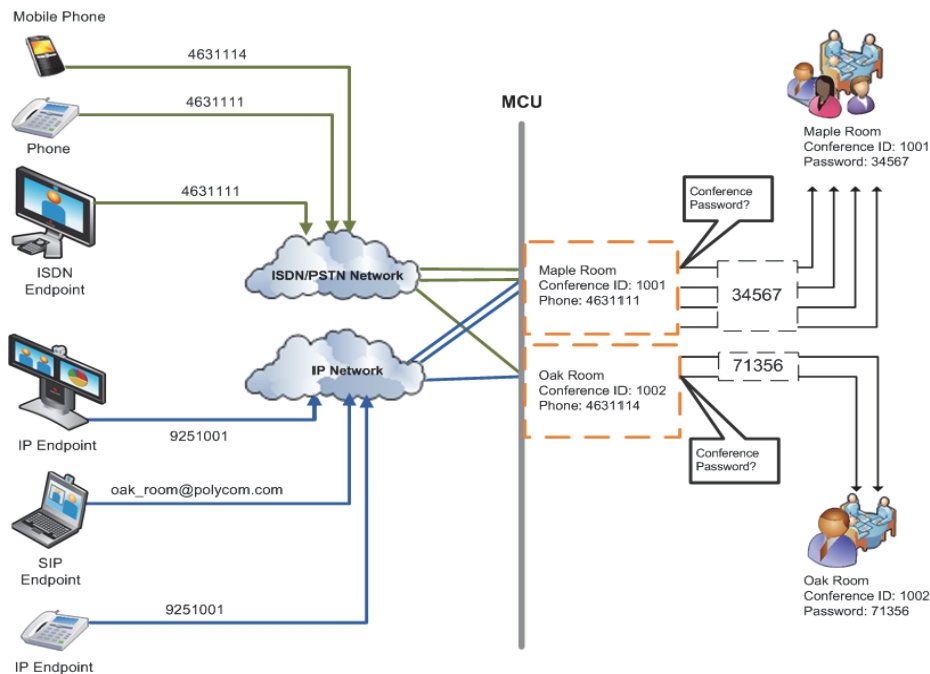 Mobile Phone
4631114
4631111
Phone
4631111
ISDN
Endpoint
ISDN/PSTN Network
IP Network
IP Endpoint
9251001
oak_room@polycom.com
SIP
Endpoint
9251001
IP Endpoint
MCU
Maple Room
Conference ID: 1001
Phone: 4631111
Oak Room
Conference ID: 1002
Phone: 4631114
Conference
Password?
34567
71356
Conference
Password?
Maple Room
Conference ID: 1001
Password: 34567
Oak Room
Conference ID: 1002
Password: 71356